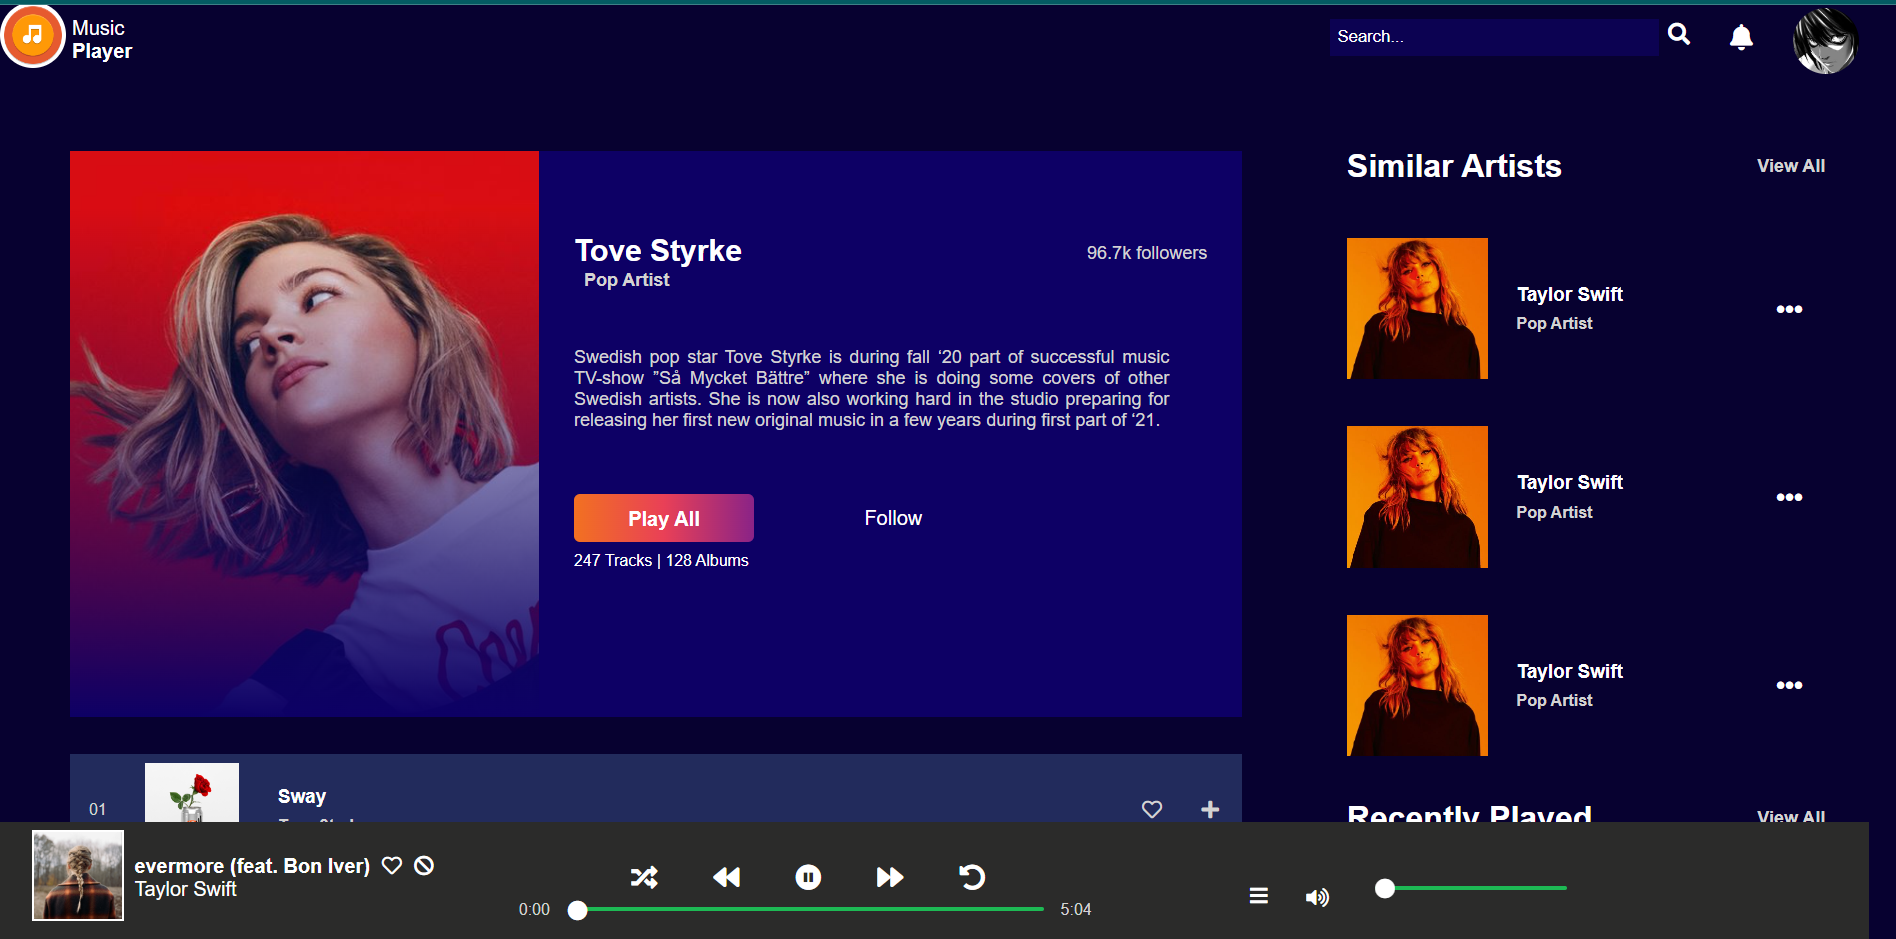 Music
Player
Search...
Tove Styrke
96.7k followers
Pop Artist
Swedish pop star Tove Styrke is during fall ‘20 part of successful music
TV-show ”Så Mycket Bättre” where she is doing some covers of other
Swedish artists. She is now also working hard in the studio preparing for
releasing her first new original music in a few years during first part of ‘21.
Play All
Follow
247 Tracks | 128 Albums
01
Sway
Similar Artists
View All
Taylor Swift
Pop Artist
Taylor Swift
Pop Artist
Taylor Swift
Pop Artist
Recently Played
View All
evermore (feat. Bon Iver)
Taylor Swift
0:00
5:04